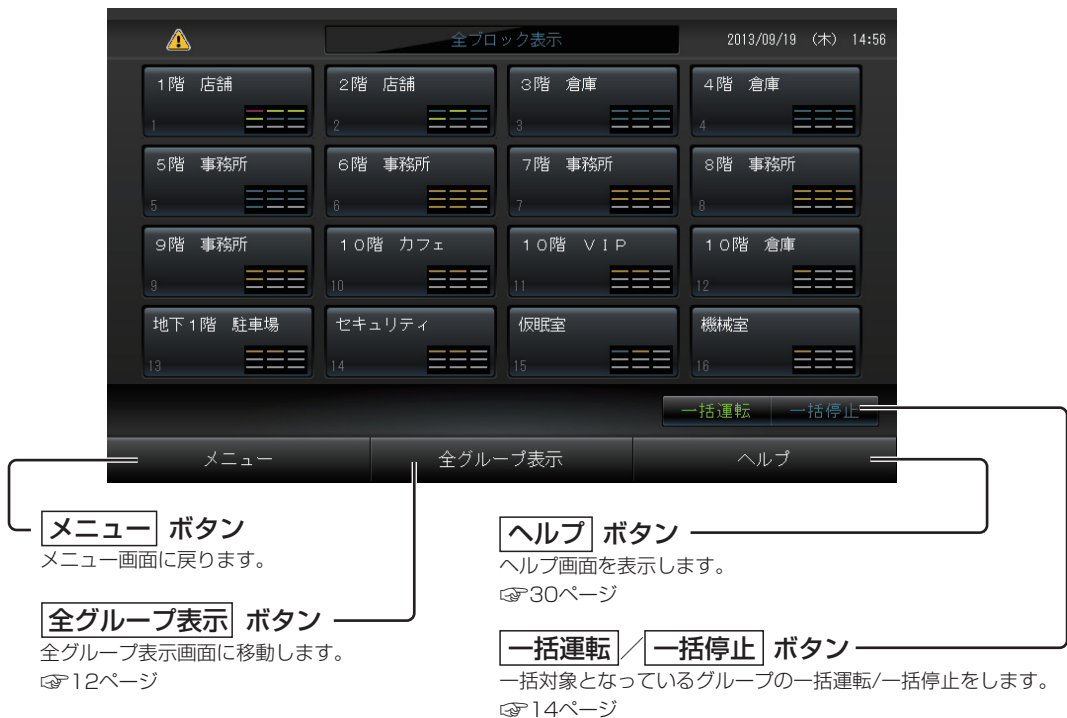 全ブロック表示 2013/09/19 （木） 14:56
1階 店舗 2階 店舗 3階 倉庫 4階 倉庫
1 2 3 4
5階 事務所 6階 事務所 7階 事務所 8階 事務所
5 6 7 8
9階 事務所 10階 カフェ 10階 VIP 10階 倉庫
9 10 11 12
地下1階 駐車場 セキュリティ 仮眠室 機械室
13 14 15 16
一括運転 一括停止
メニュー 全グループ表示 ヘルプ
メニュー ボタン
メニュー画面に戻ります。
全グループ表示 ボタン
全グループ表示画面に移動します。
☞12ページ
ヘルプ ボタン
ヘルプ画面を表示します。
☞30ページ
一括運転／一括停止 ボタン
一括対象となっているグループの一括運転/一括停止をします。
☞14ページ